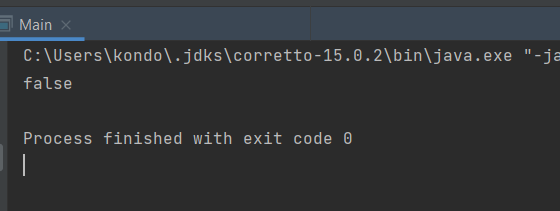 Main
C:\Users\kondo\.jdks\corretto-15.0.2\bin\java.exe "-ja
false
Process finished with exit code 0